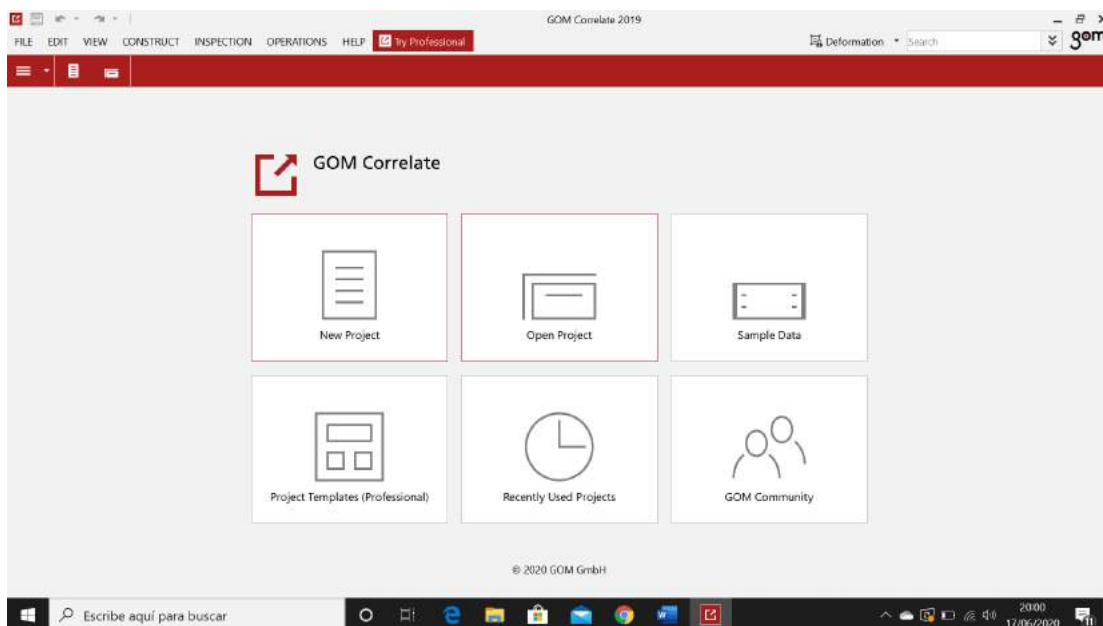 GOM Correlate 2019
FILE EDIT VIEW CONSTRUCT INSPECTION OPERATIONS HELP Try Professional Deformation Search gom
GOM Correlate
New Project Open Project Sample Data
Project Templates (Professional) Recently Used Projects GOM Community
© 2020 GOM GmbH
Escribe aquí para buscar 20:00
17/06/2020 11